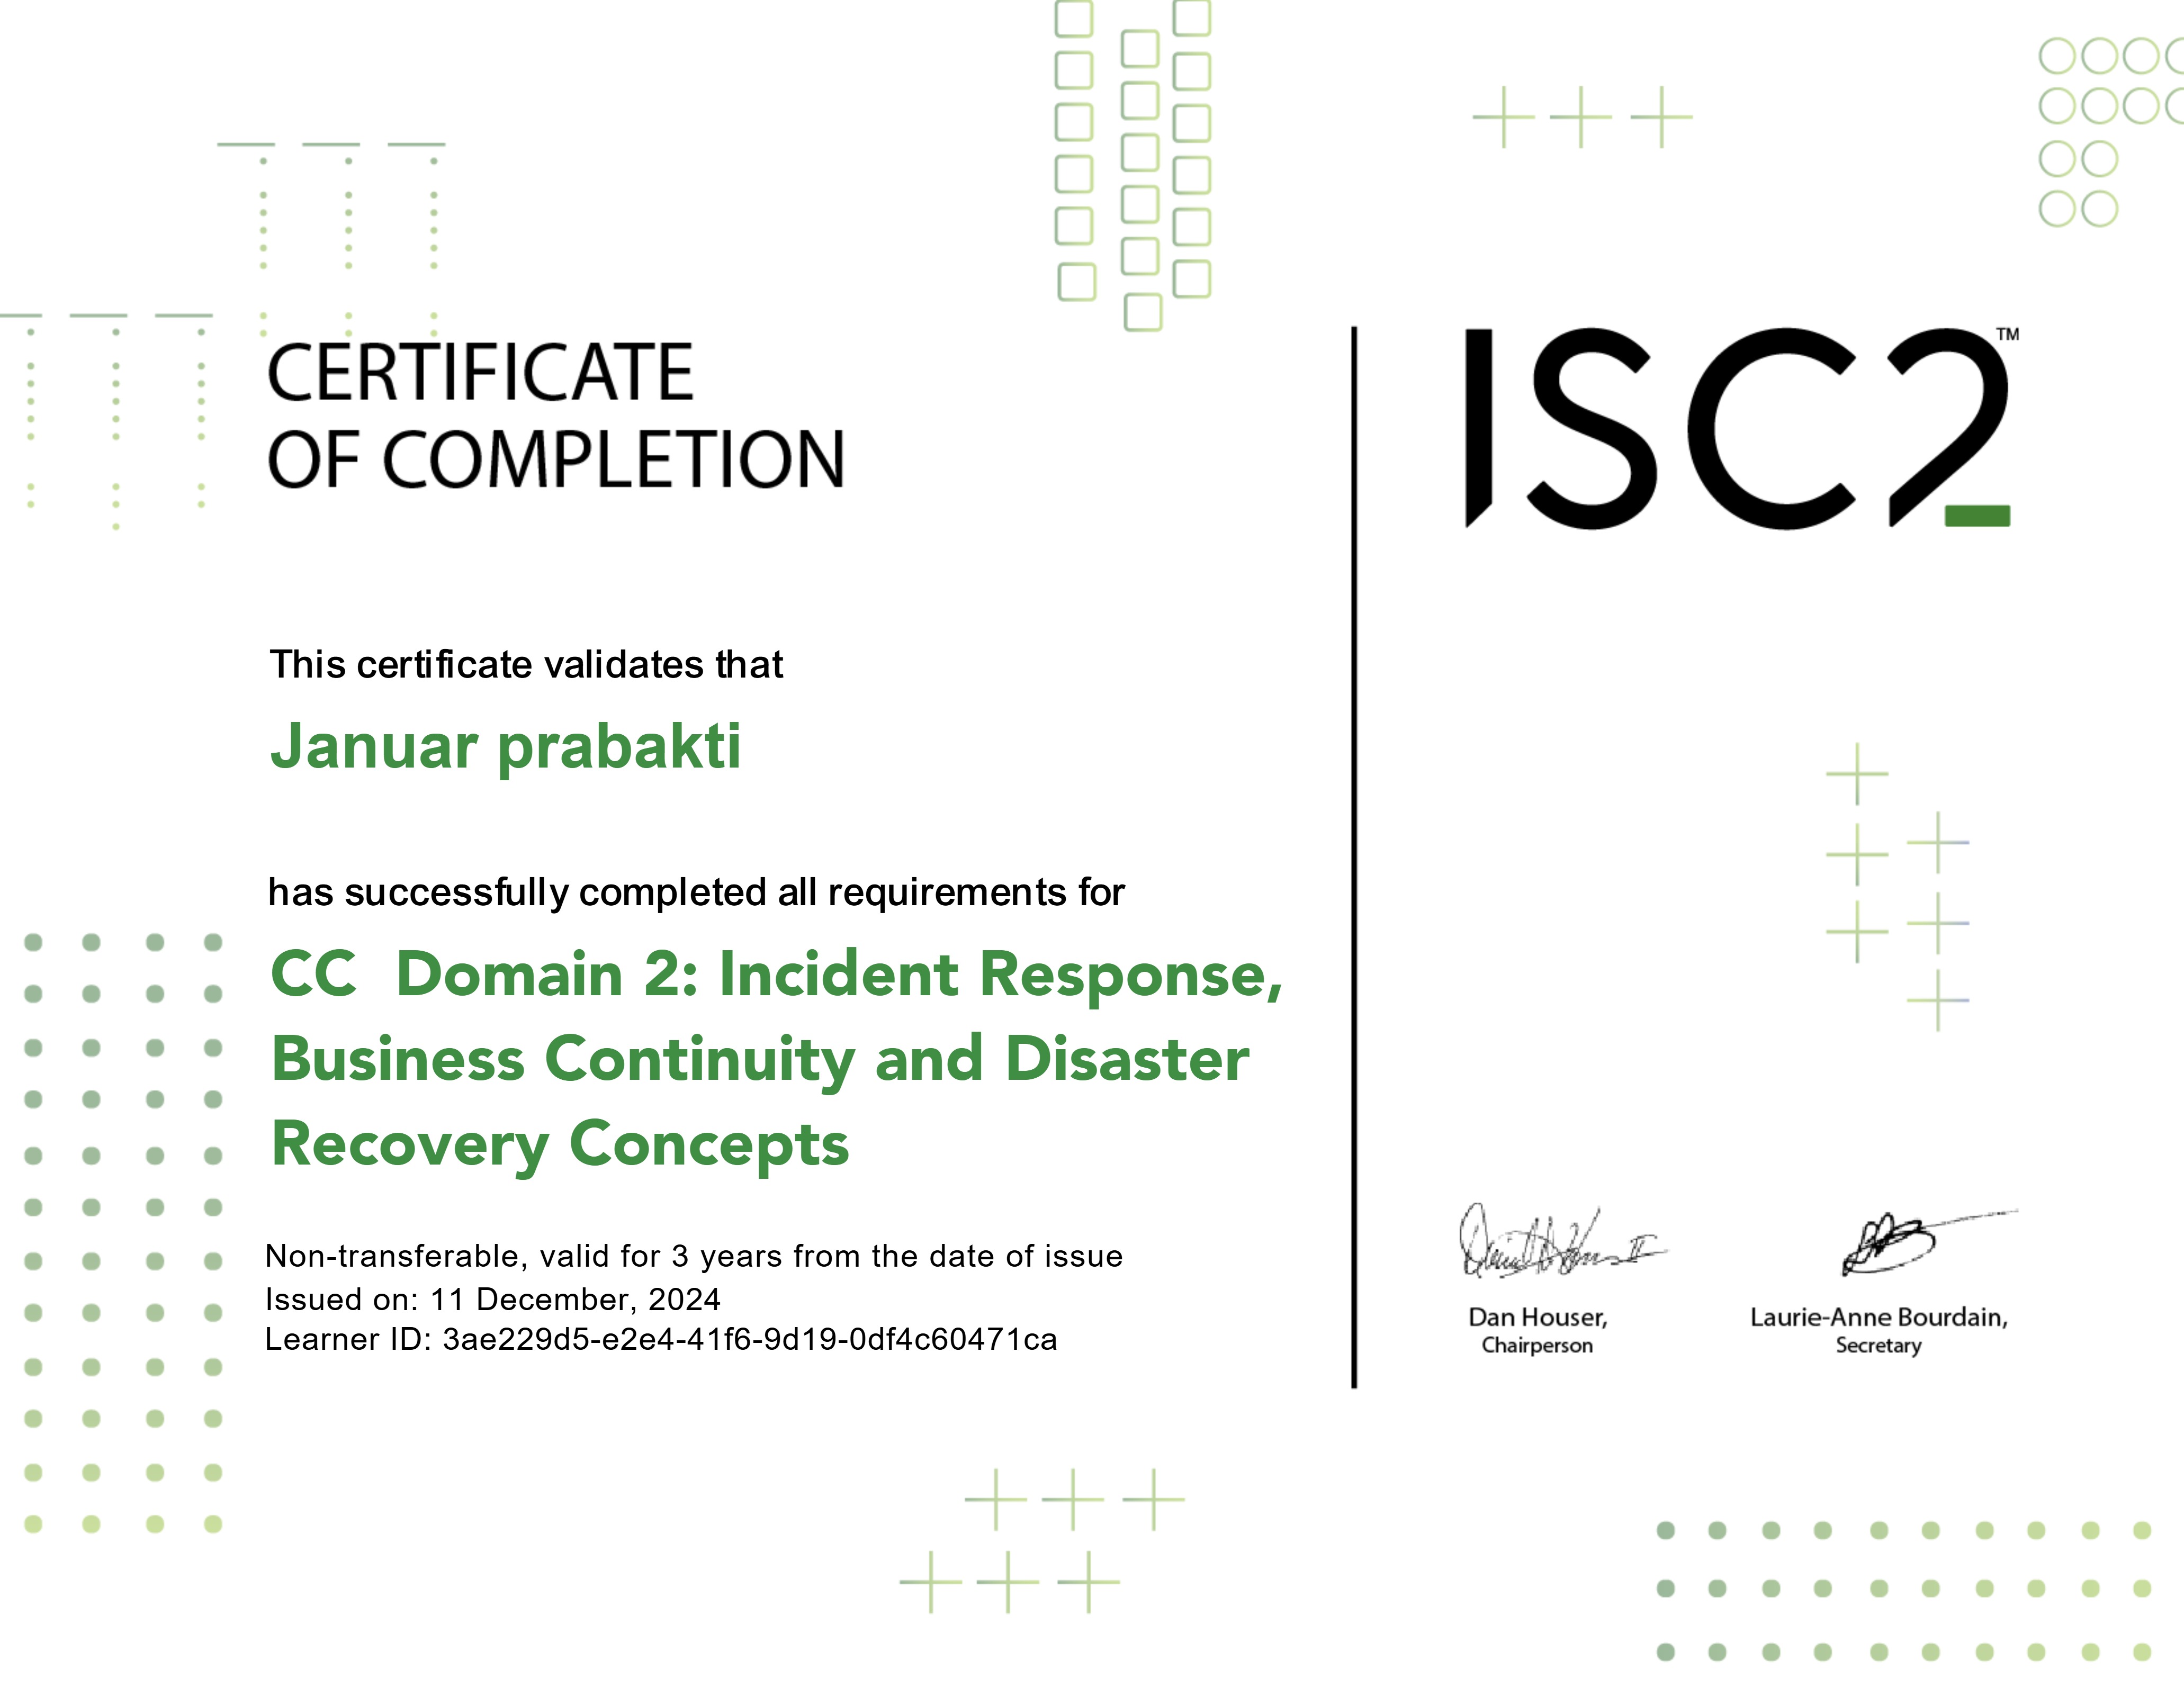 CERTIFICATE
OF COMPLETION
ISC2™
This certificate validates that
Januar prabakti
has successfully completed all requirements for
CC  Domain 2: Incident Response,
Business Continuity and Disaster
Recovery Concepts
Non-transferable, valid for 3 years from the date of issue
Issued on: 11 December, 2024
Learner ID: 3ae229d5-e2e4-41f6-9d19-0df4c60471ca
Dan Houser,
Chairperson
Laurie-Anne Bourdain,
Secretary